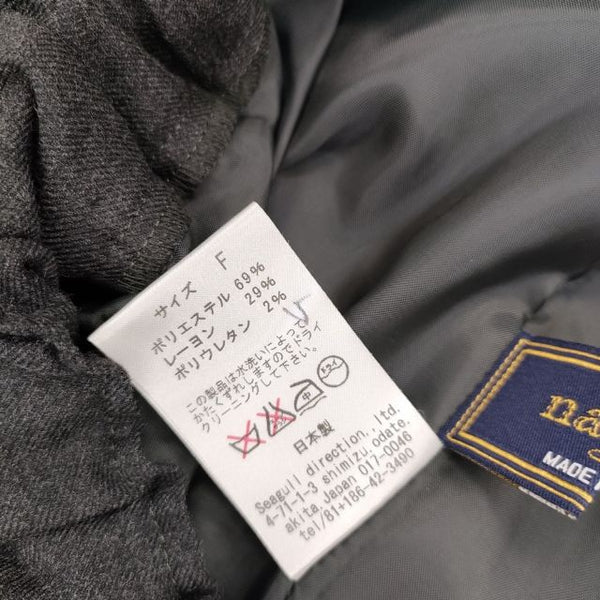 サイズ F
ポリエステル 69%
レーヨン 29%
ポリウレタン 2%
この製品は水洗いによって
かたくずれしますのでドライ
クリーニングして下さい
中 ドライ
日本製
Seagull direction.,ltd.
4-71-1-3 shimizu,odate,
akita,Japan 017-0046
tel/81+186-42-3490
MADE